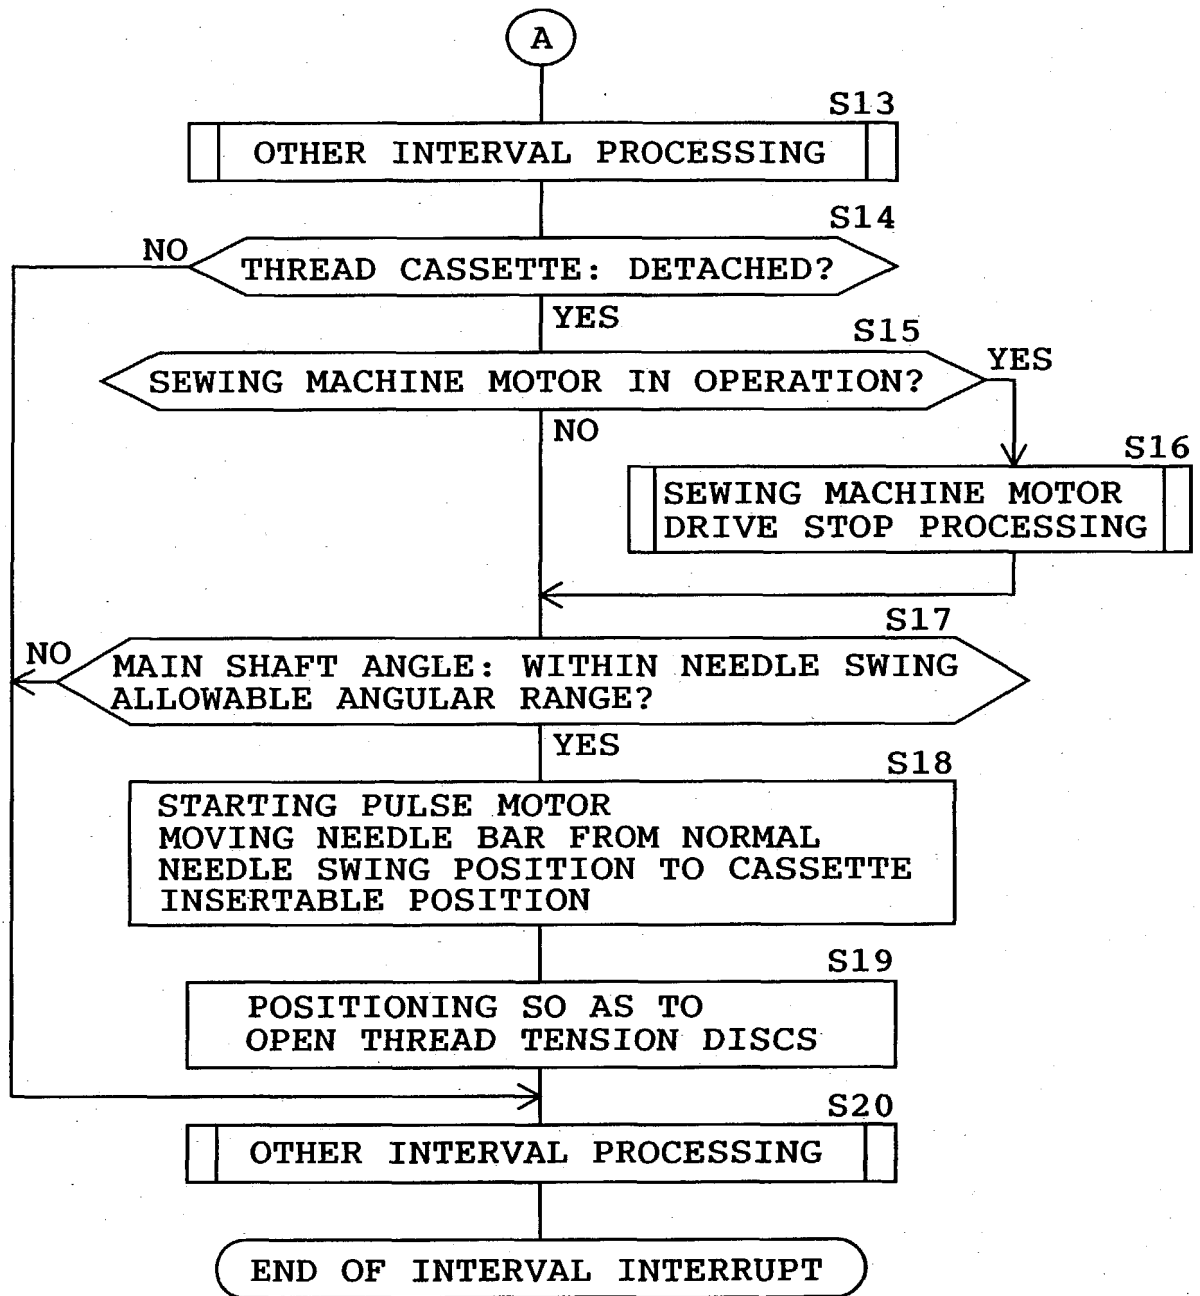 A
S13
OTHER INTERVAL PROCESSING
S14
NO
THREAD CASSETTE: DETACHED?
YES
S15
SEWING MACHINE MOTOR IN OPERATION?
YES
NO
S16
SEWING MACHINE MOTOR
DRIVE STOP PROCESSING
S17
NO
MAIN SHAFT ANGLE: WITHIN NEEDLE SWING
ALLOWABLE ANGULAR RANGE?
YES
S18
STARTING PULSE MOTOR
MOVING NEEDLE BAR FROM NORMAL
NEEDLE SWING POSITION TO CASSETTE
INSERTABLE POSITION
S19
POSITIONING SO AS TO
OPEN THREAD TENSION DISCS
S20
OTHER INTERVAL PROCESSING
END OF INTERVAL INTERRUPT